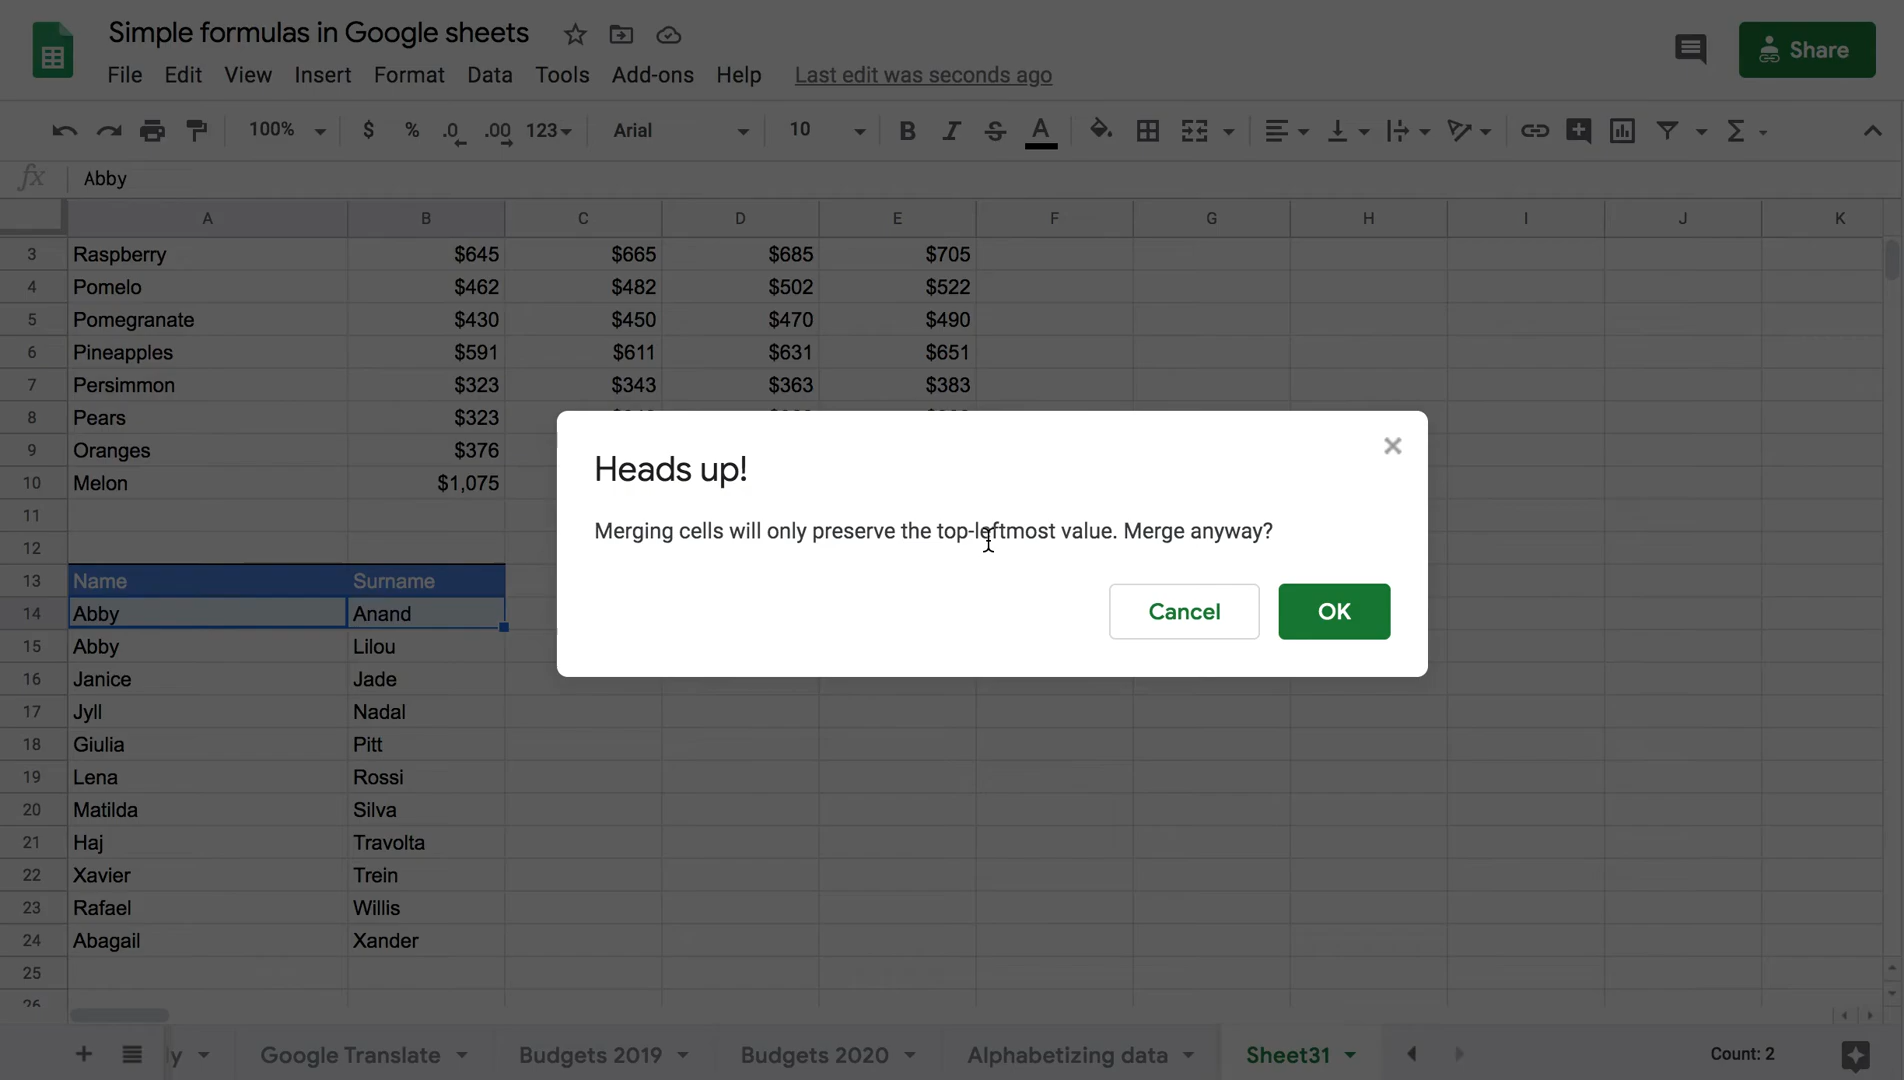 Simple formulas in Google sheets
File Edit View Insert Format Data Tools Add-ons Help Last edit was seconds ago
Share
100% $ % .0 .00 123 Arial 10 B I S A
fx Abby
A B C D E F G H I J K
3 Raspberry $645 $665 $685 $705
4 Pomelo $462 $482 $502 $522
5 Pomegranate $430 $450 $470 $490
6 Pineapples $591 $611 $631 $651
7 Persimmon $323 $343 $363 $383
8 Pears $323
9 Oranges $376
10 Melon $1,075
11
12
13 Name Surname
14 Abby Anand
15 Abby Lilou
16 Janice Jade
17 Jyll Nadal
18 Giulia Pitt
19 Lena Rossi
20 Matilda Silva
21 Haj Travolta
22 Xavier Trein
23 Rafael Willis
24 Abagail Xander
25
26
Heads up!
Merging cells will only preserve the top-leftmost value. Merge anyway?
Cancel OK
ly Google Translate Budgets 2019 Budgets 2020 Alphabetizing data Sheet31 Count: 2